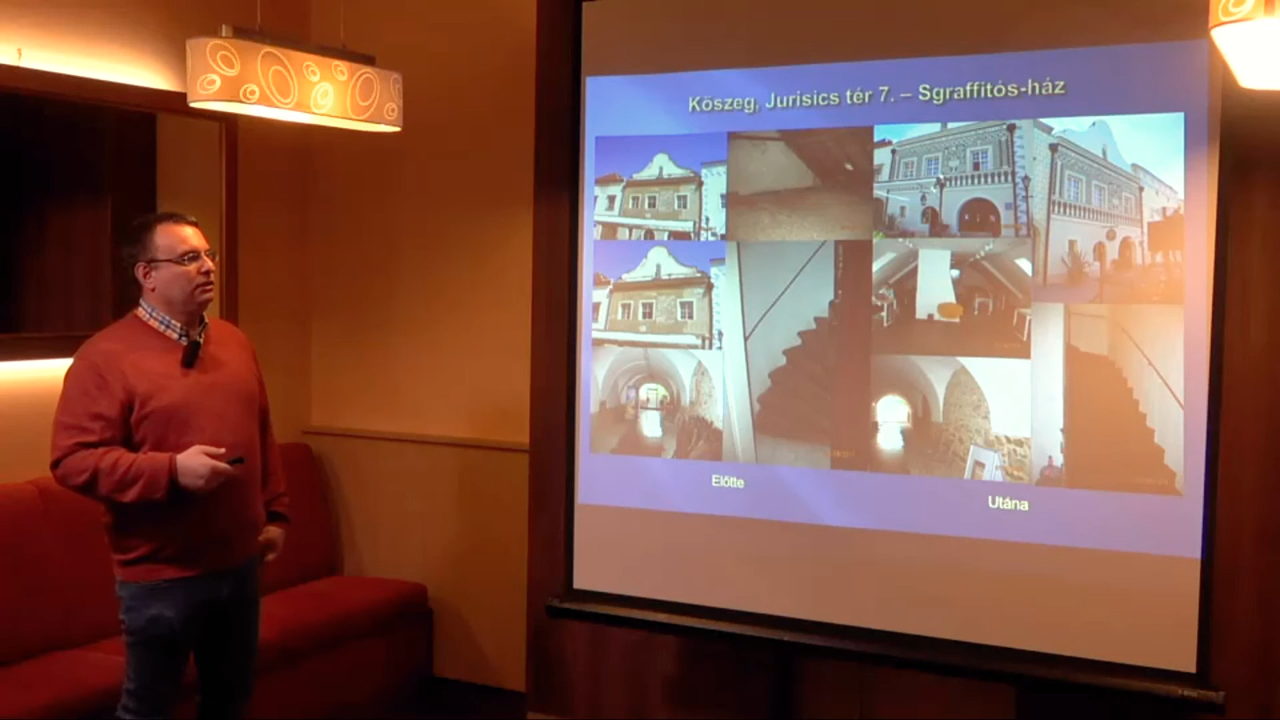 Kőszeg, Jurisics tér 7. – Sgraffitós-ház
Előtte
Utána